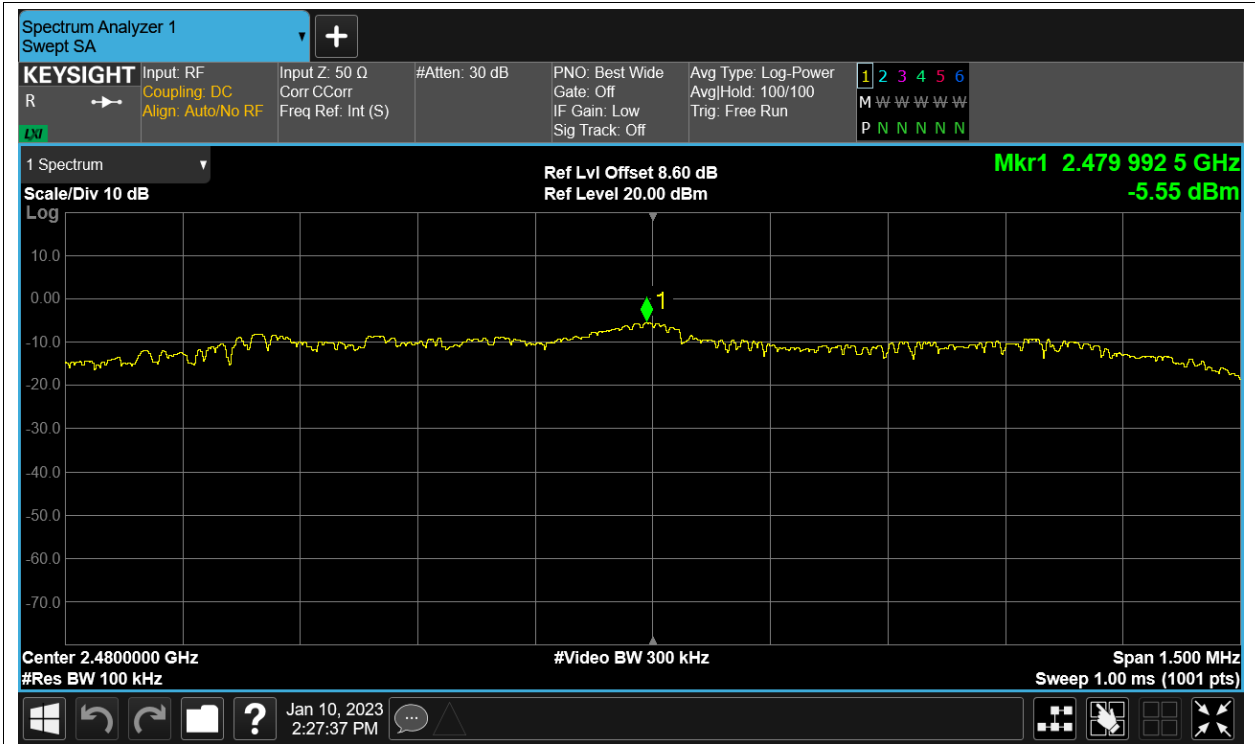 Spectrum Analyzer 1
Swept SA
KEYSIGHT
R
LXI
Input: RF
Coupling: DC
Align: Auto/No RF
Input Z: 50 Ω
Corr CCorr
Freq Ref: Int (S)
#Atten: 30 dB
PNO: Best Wide
Gate: Off
IF Gain: Low
Sig Track: Off
Avg Type: Log-Power
Avg|Hold: 100/100
Trig: Free Run
1 2 3 4 5 6
M W W W W W
P N N N N N
1 Spectrum
Scale/Div 10 dB
Log
Ref Lvl Offset 8.60 dB
Ref Level 20.00 dBm
Mkr1 2.479 992 5 GHz
-5.55 dBm
10.0
0.00
-10.0
-20.0
-30.0
-40.0
-50.0
-60.0
-70.0
1
Center 2.4800000 GHz
#Res BW 100 kHz
#Video BW 300 kHz
Span 1.500 MHz
Sweep 1.00 ms (1001 pts)
?
Jan 10, 2023
2:27:37 PM